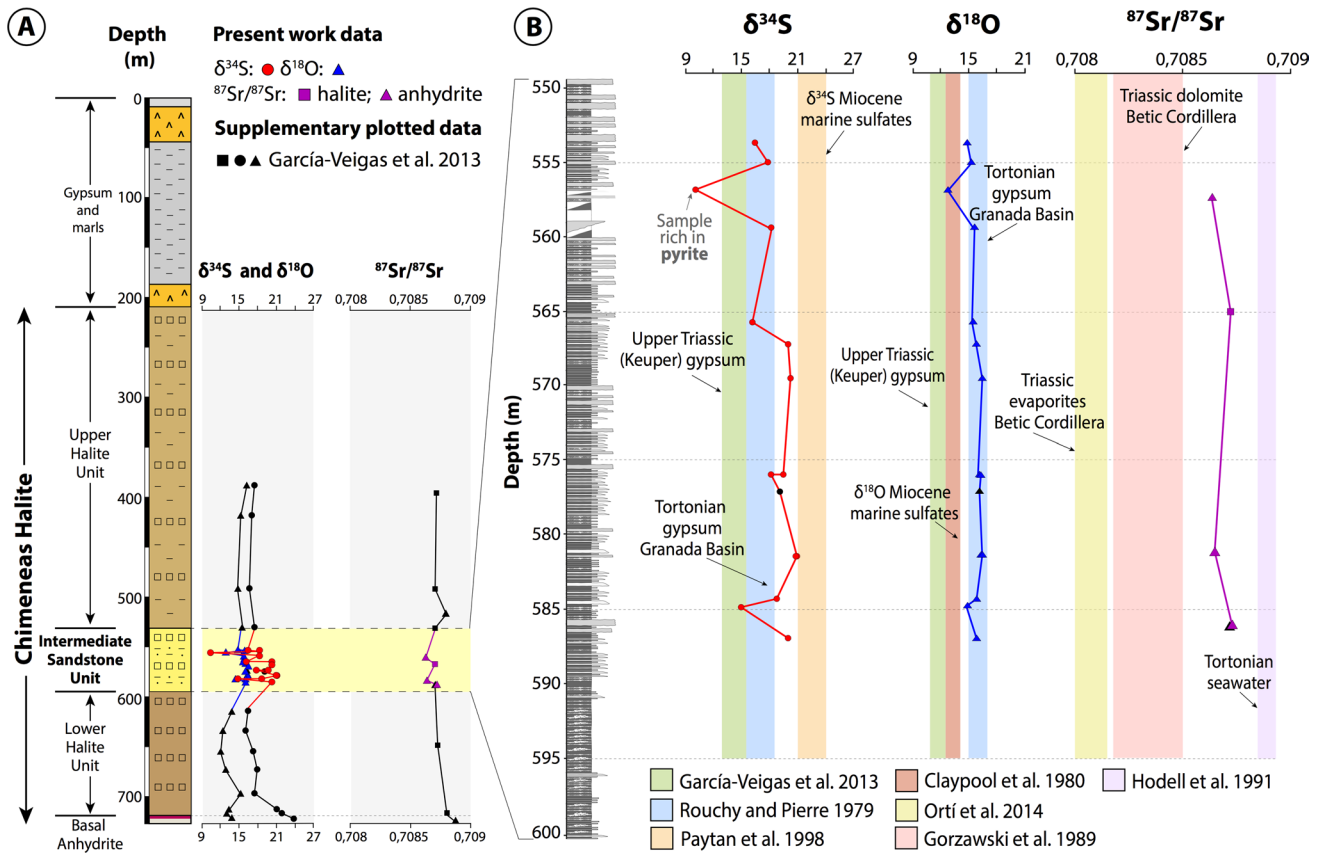 A
Depth
(m)
Present work data
δ³⁴S: δ¹⁸O:
⁸⁷Sr/⁸⁷Sr: halite; anhydrite
Supplementary plotted data
García-Veigas et al. 2013
0
100
200
300
400
500
600
700
Gypsum
and
marls
Chimeneas Halite
Upper
Halite
Unit
Intermediate
Sandstone
Unit
Lower
Halite
Unit
Basal
Anhydrite
δ³⁴S and δ¹⁸O
9 15 21 27
9 15 21 27
⁸⁷Sr/⁸⁷Sr
0,708 0,7085 0,709
0,708 0,7085 0,709
B
Depth (m)
550
555
560
565
570
575
580
585
590
595
600
δ³⁴S
9 15 21 27
δ³⁴S Miocene
marine sulfates
Sample
rich in
pyrite
Upper Triassic
(Keuper) gypsum
Tortonian
gypsum
Granada Basin
δ¹⁸O
9 15 21
Tortonian
gypsum
Granada Basin
Upper Triassic
(Keuper) gypsum
δ¹⁸O Miocene
marine sulfates
⁸⁷Sr/⁸⁷Sr
0,708 0,7085 0,709
Triassic dolomite
Betic Cordillera
Triassic
evaporites
Betic Cordillera
Tortonian
seawater
García-Veigas et al. 2013
Rouchy and Pierre 1979
Paytan et al. 1998
Claypool et al. 1980
Ortí et al. 2014
Gorzawski et al. 1989
Hodell et al. 1991